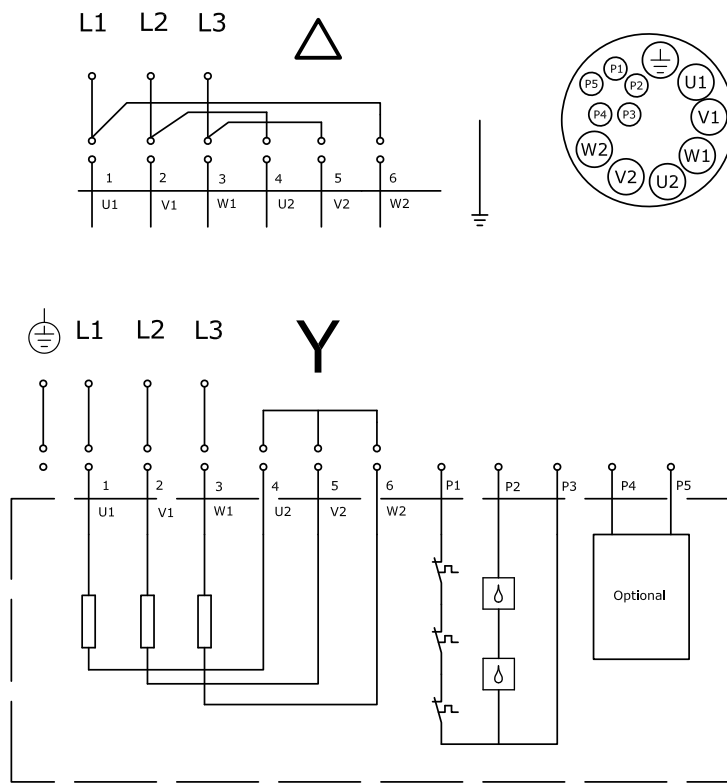 L1 L2 L3
1 2 3 4 5 6
U1 V1 W1 U2 V2 W2
P1
P5 P2
P4 P3
U1
V1
W1
U2
V2
W2
L1 L2 L3 Y
1 2 3 4 5 6 P1 P2 P3 P4 P5
U1 V1 W1 U2 V2 W2
Optional